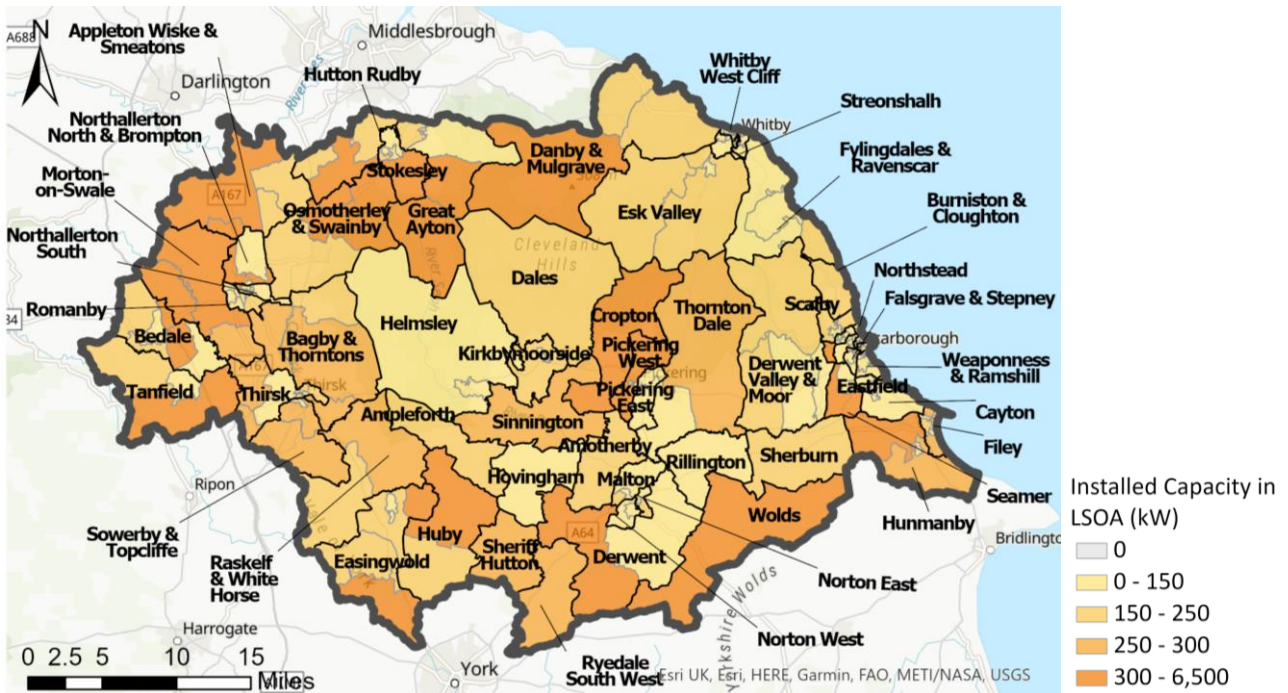 A688
N
Appleton Wiske &
Smeatons
Middlesbrough
Darlington
River Tees
Hutton Rudby
Whitby
West Cliff
Streonshalh
Whitby
Northallerton
North & Brompton
Fylingdales &
Ravenscar
Danby &
Mulgrave
Stokesley
Morton-
on-Swale
A167
Burniston &
Cloughton
Osmotherley
& Swainby
Great
Ayton
Esk Valley
Northallerton
South
Cleveland
Hills
Dales
Northstead
Falsgrave & Stepney
Romanby
Scalby
Thornton
Dale
Cropton
Helmsley
Bedale
Bagby &
Thorntons
Kirkbymoorside
Pickering
West
Pickering
Derwent
Valley &
Moor
Scarborough
Weaponness
& Ramshill
Eastfield
A167
Thirsk
Tanfield
Thirsk
Pickering
East
Cayton
Ampleforth
Sinnington
Filey
Amotherby
Rillington
Sherburn
Hovingham
Malton
Seamer
Ripon
Hunmanby
Wolds
Sowerby &
Topcliffe
Huby
A64
Sheriff
Hutton
Derwent
Bridlington
Raskelf
& White
Horse
Easingwold
Norton East
Yorkshire Wolds
Norton West
Harrogate
York
Ryedale
South West
0 2.5 5 10 15
Miles
Esri UK, Esri, HERE, Garmin, FAO, METI/NASA, USGS
Installed Capacity in
LSOA (kW)
0
0 - 150
150 - 250
250 - 300
300 - 6,500